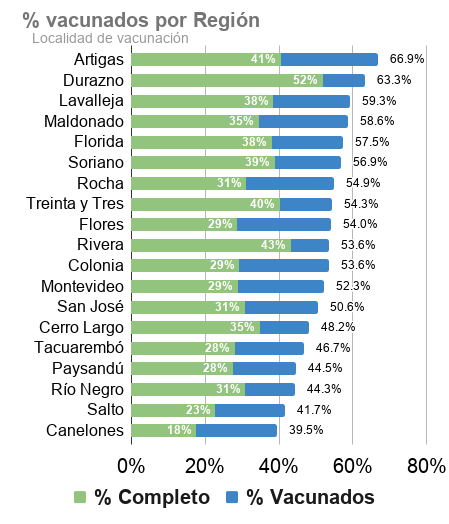 % vacunados por Región
Localidad de vacunación
Artigas 41% 66.9%
Durazno 52% 63.3%
Lavalleja 38% 59.3%
Maldonado 35% 58.6%
Florida 38% 57.5%
Soriano 39% 56.9%
Rocha 31% 54.9%
Treinta y Tres 40% 54.3%
Flores 29% 54.0%
Rivera 43% 53.6%
Colonia 29% 53.6%
Montevideo 29% 52.3%
San José 31% 50.6%
Cerro Largo 35% 48.2%
Tacuarembó 28% 46.7%
Paysandú 28% 44.5%
Río Negro 31% 44.3%
Salto 23% 41.7%
Canelones 18% 39.5%
0% 20% 40% 60% 80%
% Completo % Vacunados